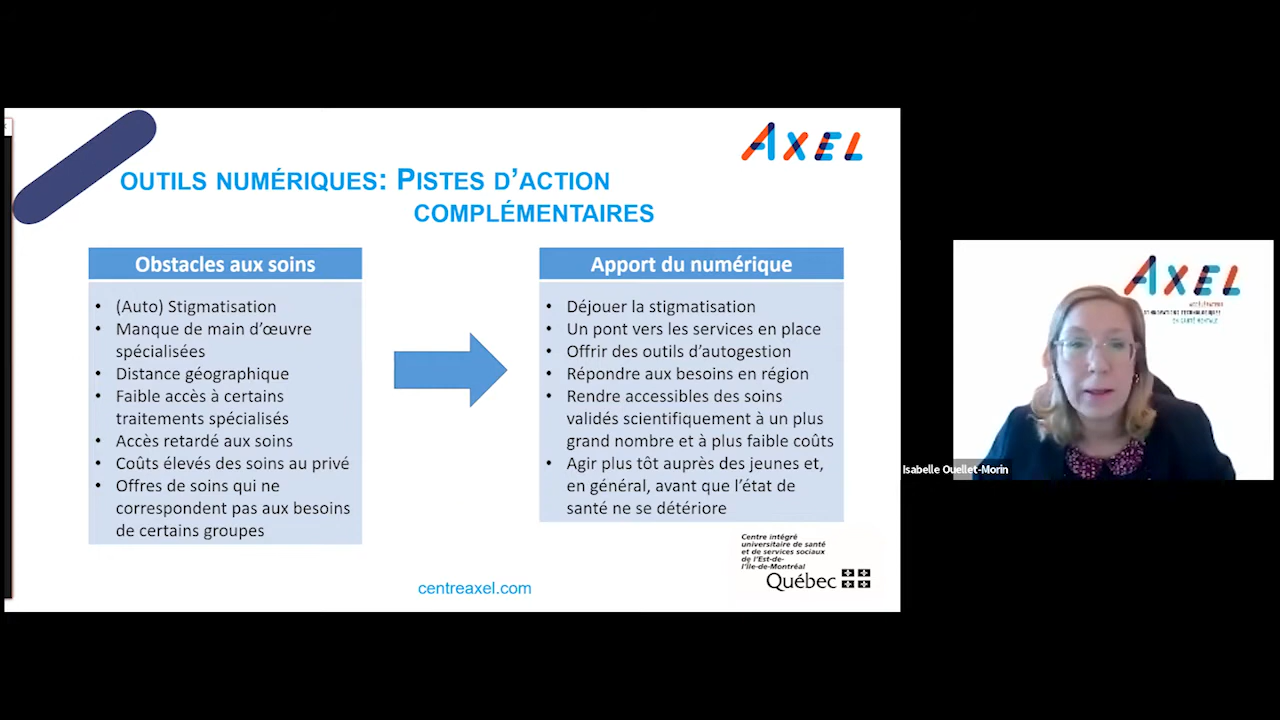 AXEL
OUTILS NUMÉRIQUES: PISTES D'ACTION
COMPLÉMENTAIRES
Obstacles aux soins
• (Auto) Stigmatisation
• Manque de main d'œuvre
spécialisées
• Distance géographique
• Faible accès à certains
traitements spécialisés
• Accès retardé aux soins
• Coûts élevés des soins au privé
• Offres de soins qui ne
correspondent pas aux besoins
de certains groupes
Apport du numérique
• Déjouer la stigmatisation
• Un pont vers les services en place
• Offrir des outils d'autogestion
• Répondre aux besoins en région
• Rendre accessibles des soins
validés scientifiquement à un plus
grand nombre et à plus faible coûts
• Agir plus tôt auprès des jeunes et,
en général, avant que l'état de
santé ne se détériore
Centre intégré
universitaire de santé
et de services sociaux
de l'Est-de-
l'Île-de-Montréal
Québec
centreaxel.com
AXEL
TECHNOLOGIQUES
EN SANTÉ MENTALE
Isabelle Ouellet-Morin